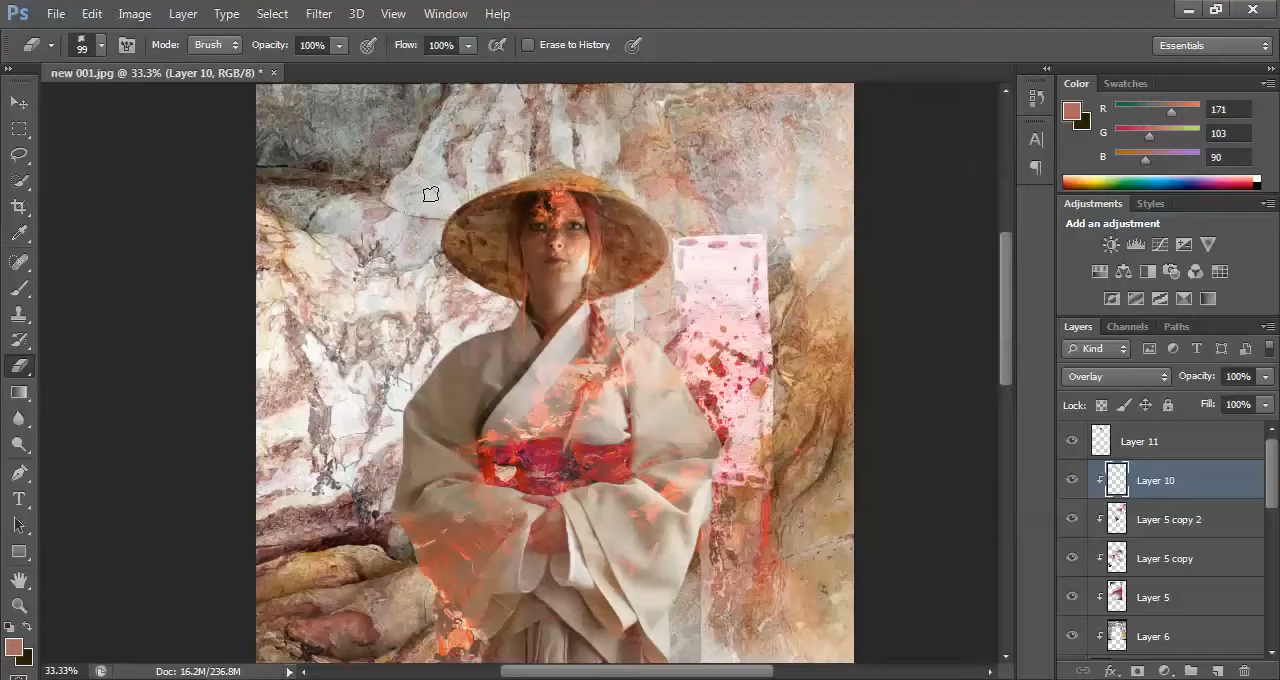 Ps File Edit Image Layer Type Select Filter 3D View Window Help
99 Mode: Brush Opacity: 100% Flow: 100% Erase to History Essentials
new 001.jpg @ 33.3% (Layer 10, RGB/8) * ×
Color Swatches
R 171
G 103
B 90
Adjustments Styles
Add an adjustment
Layers Channels Paths
Kind
Overlay Opacity: 100%
Lock: Fill: 100%
Layer 11
Layer 10
Layer 5 copy 2
Layer 5 copy
Layer 5
Layer 6
33.33% Doc: 16.2M/236.8M